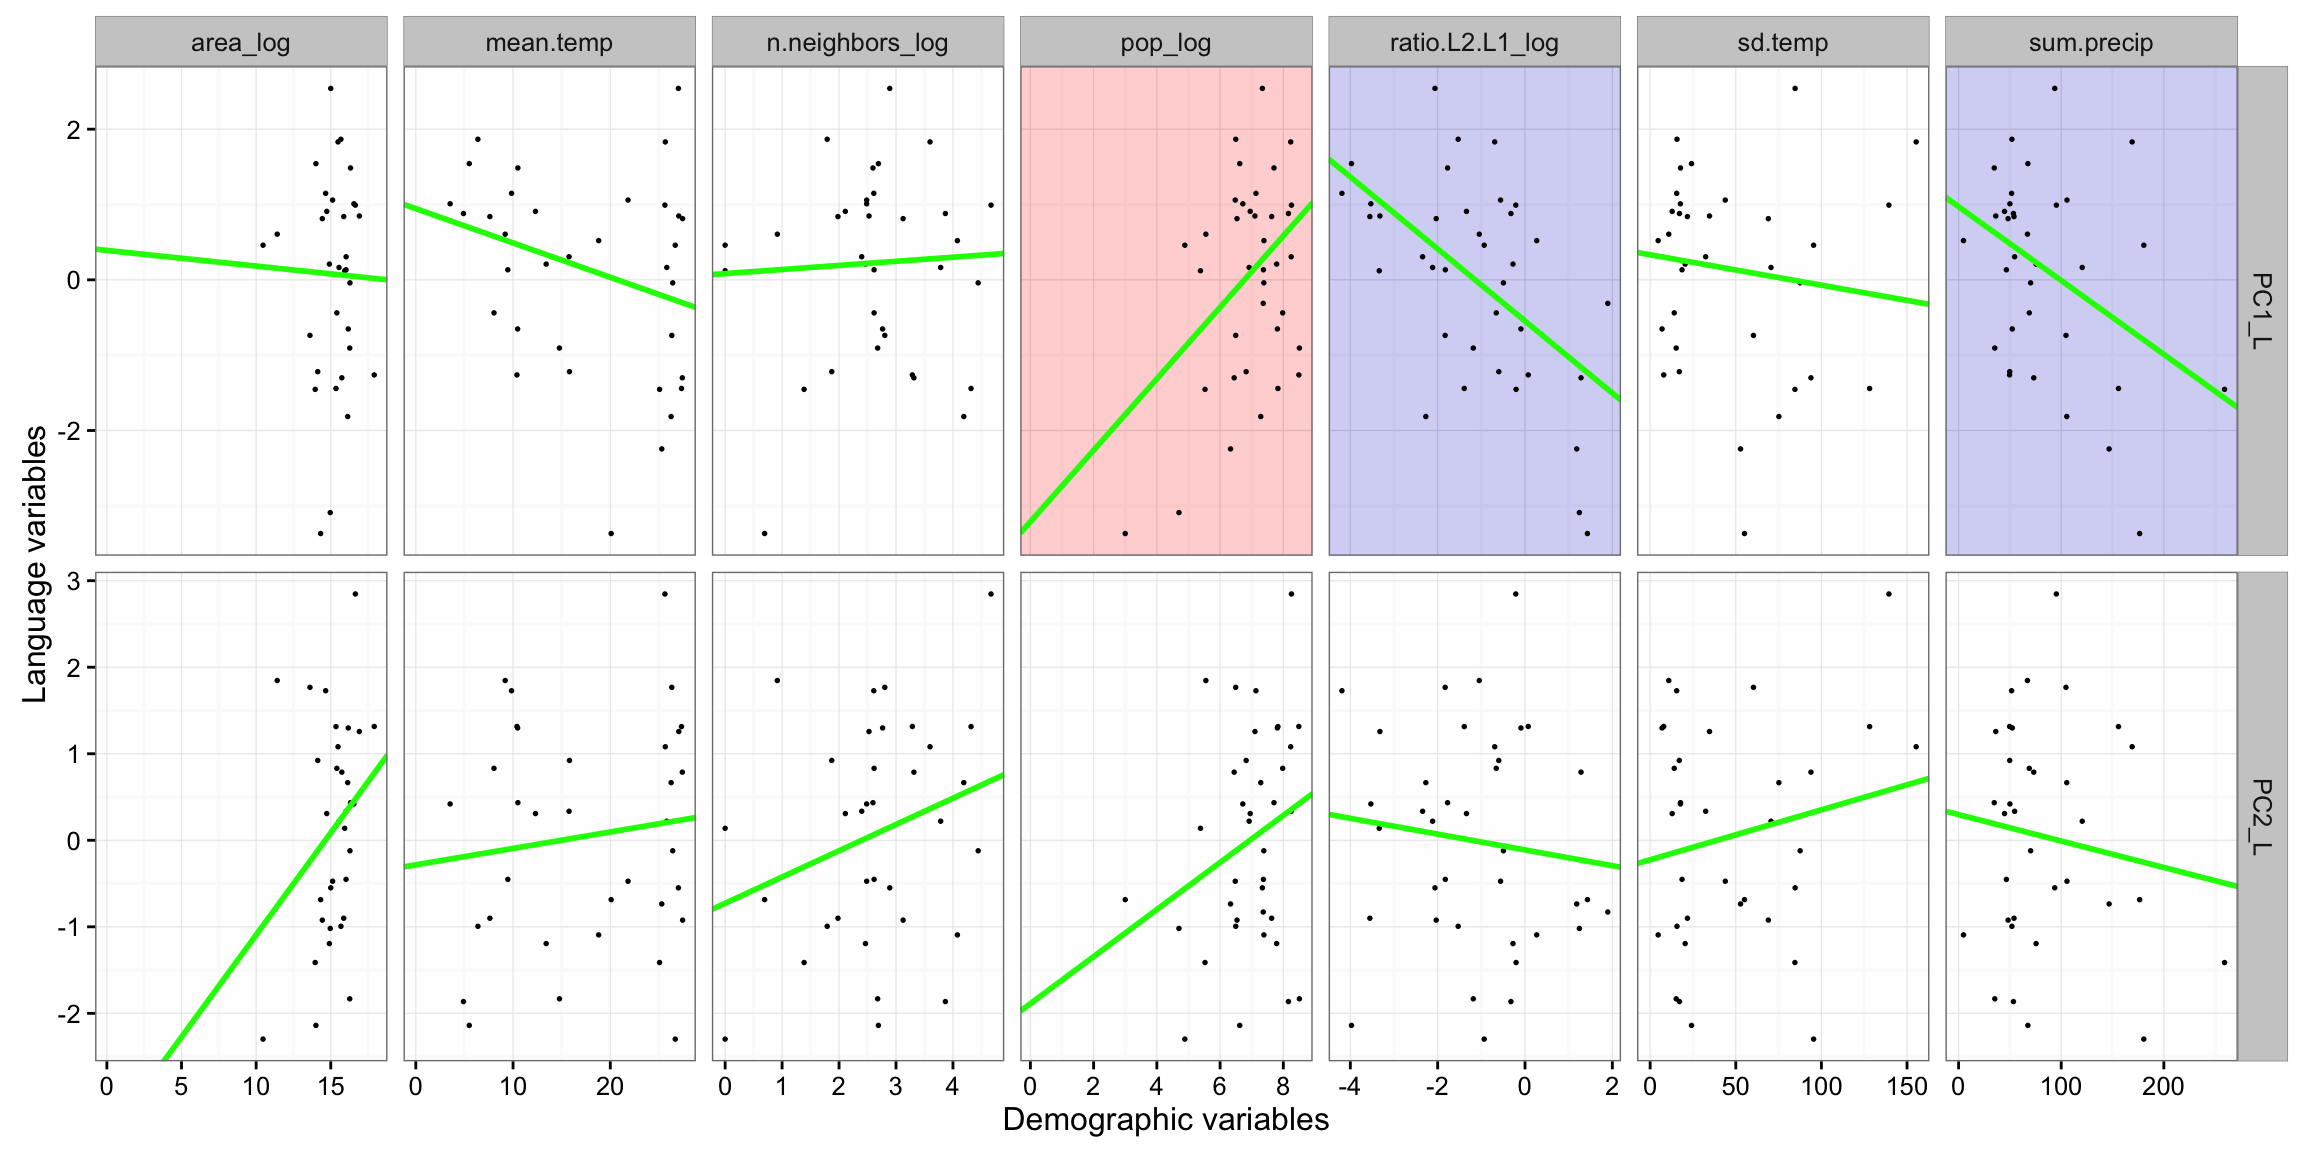 area_log mean.temp n.neighbors_log pop_log ratio.L2.L1_log sd.temp sum.precip
2
0
-2
PC1_L
Language variables
3
2
1
0
-1
-2
PC2_L
0 5 10 15 0 10 20 0 1 2 3 4 0 2 4 6 8 -4 -2 0 2 0 50 100 150 0 100 200
Demographic variables